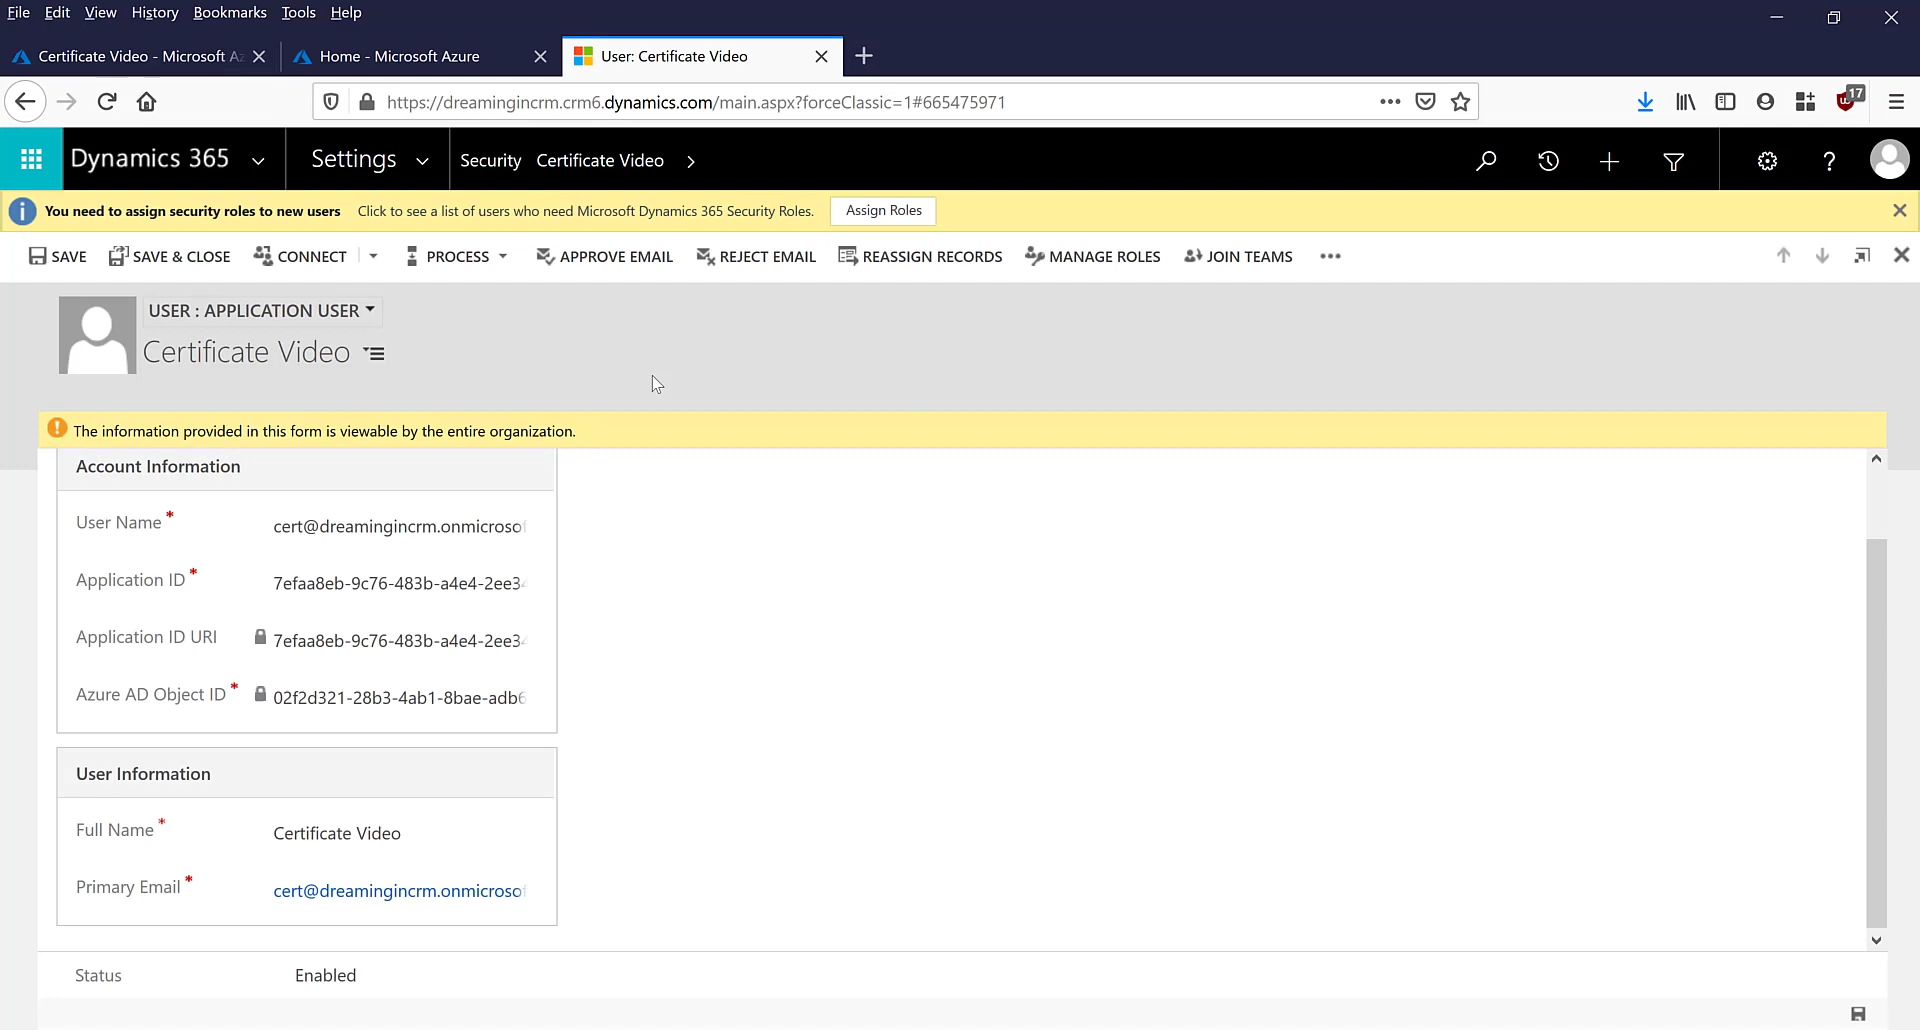 File Edit View History Bookmarks Tools Help
Certificate Video - Microsoft Az
Home - Microsoft Azure
User: Certificate Video
https://dreamingincrm.crm6.dynamics.com/main.aspx?forceClassic=1#665475971
17
Dynamics 365
Settings
Security Certificate Video
You need to assign security roles to new users Click to see a list of users who need Microsoft Dynamics 365 Security Roles. Assign Roles
SAVE SAVE & CLOSE CONNECT PROCESS APPROVE EMAIL REJECT EMAIL REASSIGN RECORDS MANAGE ROLES JOIN TEAMS
USER : APPLICATION USER
Certificate Video
The information provided in this form is viewable by the entire organization.
Account Information
User Name * cert@dreamingincrm.onmicrosof
Application ID * 7efaa8eb-9c76-483b-a4e4-2ee34
Application ID URI 7efaa8eb-9c76-483b-a4e4-2ee34
Azure AD Object ID * 02f2d321-28b3-4ab1-8bae-adb6
User Information
Full Name * Certificate Video
Primary Email * cert@dreamingincrm.onmicrosof
Status Enabled